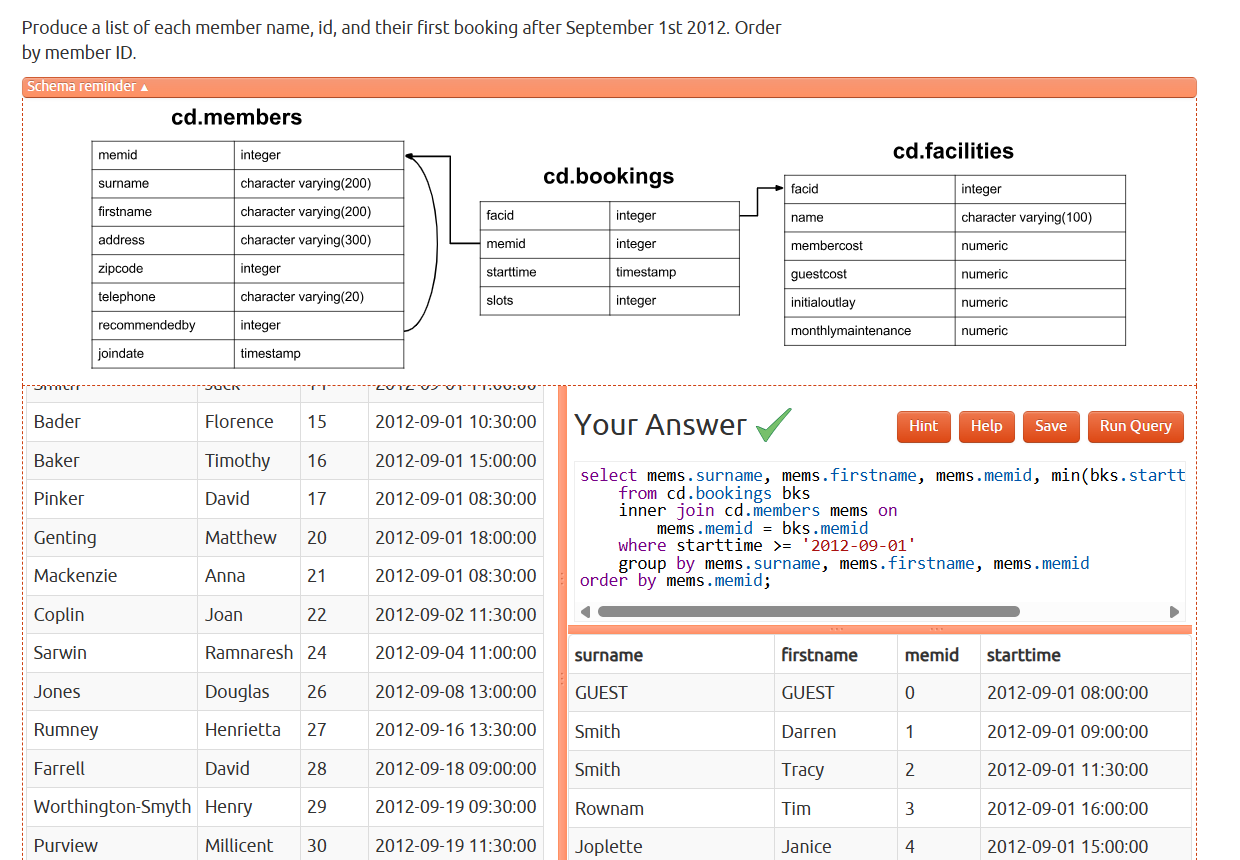 Produce a list of each member name, id, and their first booking after September 1st 2012. Order
by member ID.
Schema reminder ▲
cd.members
memid integer
surname character varying(200)
firstname character varying(200)
address character varying(300)
zipcode integer
telephone character varying(20)
recommendedby integer
joindate timestamp
cd.bookings
facid integer
memid integer
starttime timestamp
slots integer
cd.facilities
facid integer
name character varying(100)
membercost numeric
guestcost numeric
initialoutlay numeric
monthlymaintenance numeric
Bader Florence 15 2012-09-01 10:30:00
Baker Timothy 16 2012-09-01 15:00:00
Pinker David 17 2012-09-01 08:30:00
Genting Matthew 20 2012-09-01 18:00:00
Mackenzie Anna 21 2012-09-01 08:30:00
Coplin Joan 22 2012-09-02 11:30:00
Sarwin Ramnaresh 24 2012-09-04 11:00:00
Jones Douglas 26 2012-09-08 13:00:00
Rumney Henrietta 27 2012-09-16 13:30:00
Farrell David 28 2012-09-18 09:00:00
Worthington-Smyth Henry 29 2012-09-19 09:30:00
Purview Millicent 30 2012-09-19 11:30:00
Your Answer
Hint Help Save Run Query
select mems.surname, mems.firstname, mems.memid, min(bks.startt
from cd.bookings bks
inner join cd.members mems on
mems.memid = bks.memid
where starttime >= '2012-09-01'
group by mems.surname, mems.firstname, mems.memid
order by mems.memid;
surname firstname memid starttime
GUEST GUEST 0 2012-09-01 08:00:00
Smith Darren 1 2012-09-01 09:00:00
Smith Tracy 2 2012-09-01 11:30:00
Rownam Tim 3 2012-09-01 16:00:00
Joplette Janice 4 2012-09-01 15:00:00